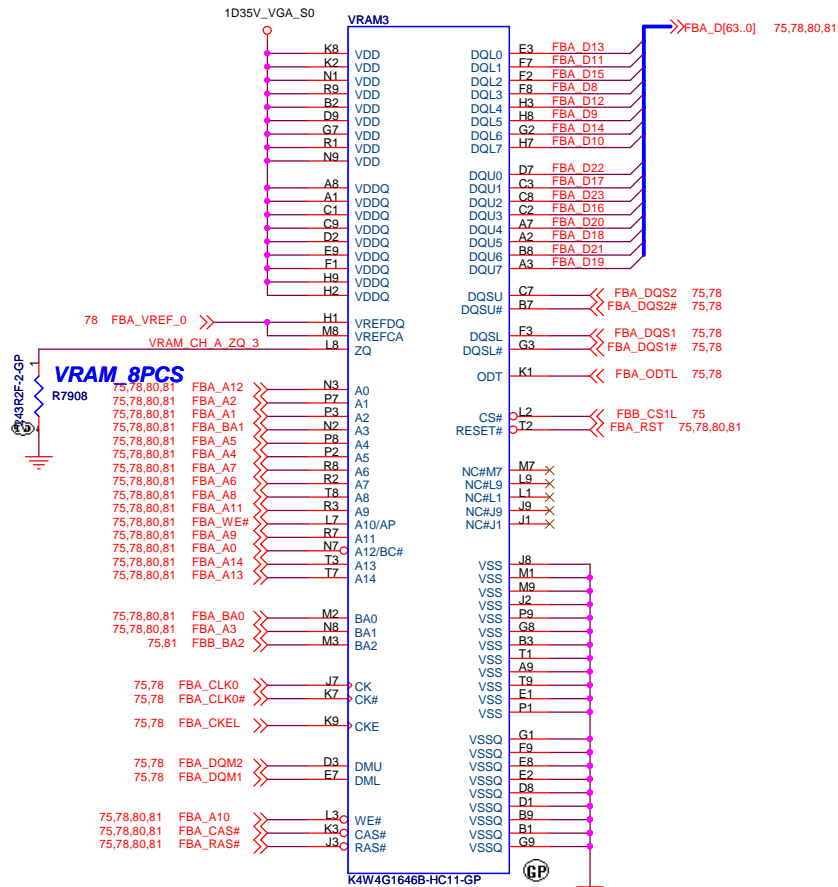 1D35V_VGA_S0
VRAM3
FBA_D[63..0] 75,78,80,81
K8 VDD
K2 VDD
N1 VDD
R9 VDD
B2 VDD
D9 VDD
G7 VDD
R1 VDD
N9 VDD
A8 VDDQ
A1 VDDQ
C1 VDDQ
C9 VDDQ
D2 VDDQ
E9 VDDQ
F1 VDDQ
H9 VDDQ
H2 VDDQ
78 FBA_VREF_0 H1 VREFDQ
M8 VREFCA
VRAM_CH_A_ZQ_3 L8 ZQ
1
VRAM_8PCS
R7908
243R2F-2-GP
75,78,80,81 FBA_A12 N3 A0
75,78,80,81 FBA_A2 P7 A1
75,78,80,81 FBA_A1 P3 A2
75,78,80,81 FBA_BA1 N2 A3
75,78,80,81 FBA_A5 P8 A4
75,78,80,81 FBA_A4 P2 A5
75,78,80,81 FBA_A7 R8 A6
75,78,80,81 FBA_A6 R2 A7
75,78,80,81 FBA_A8 T8 A8
75,78,80,81 FBA_A11 R3 A9
75,78,80,81 FBA_WE# L7 A10/AP
75,78,80,81 FBA_A9 R7 A11
75,78,80,81 FBA_A0 N7 A12/BC#
75,78,80,81 FBA_A14 T3 A13
75,78,80,81 FBA_A13 T7 A14
75,78,80,81 FBA_BA0 M2 BA0
75,78,80,81 FBA_A3 N8 BA1
75,81 FBB_BA2 M3 BA2
75,78 FBA_CLK0 J7 CK
75,78 FBA_CLK0# K7 CK#
75,78 FBA_CKEL K9 CKE
75,78 FBA_DQM2 D3 DMU
75,78 FBA_DQM1 E7 DML
75,78,80,81 FBA_A10 L3 WE#
75,78,80,81 FBA_CAS# K3 CAS#
75,78,80,81 FBA_RAS# J3 RAS#
DQL0 E3 FBA_D13
DQL1 F7 FBA_D11
DQL2 F2 FBA_D15
DQL3 F8 FBA_D8
DQL4 H3 FBA_D12
DQL5 H8 FBA_D9
DQL6 G2 FBA_D14
DQL7 H7 FBA_D10
DQU0 D7 FBA_D22
DQU1 C3 FBA_D17
DQU2 C8 FBA_D23
DQU3 C2 FBA_D16
DQU4 A7 FBA_D20
DQU5 A2 FBA_D18
DQU6 B8 FBA_D21
DQU7 A3 FBA_D19
DQSU C7 FBA_DQS2 75,78
DQSU# B7 FBA_DQS2# 75,78
DQSL F3 FBA_DQS1 75,78
DQSL# G3 FBA_DQS1# 75,78
ODT K1 FBA_ODTL 75,78
CS# L2 FBB_CS1L 75
RESET# T2 FBA_RST 75,78,80,81
NC#M7 M7
NC#L9 L9
NC#L1 L1
NC#J9 J9
NC#J1 J1
VSS J8
VSS M1
VSS M9
VSS J2
VSS P9
VSS G8
VSS B3
VSS T1
VSS A9
VSS T9
VSS E1
VSS P1
VSSQ G1
VSSQ F9
VSSQ E8
VSSQ E2
VSSQ D8
VSSQ D1
VSSQ B9
VSSQ B1
VSSQ G9
K4W4G1646B-HC11-GP
GP